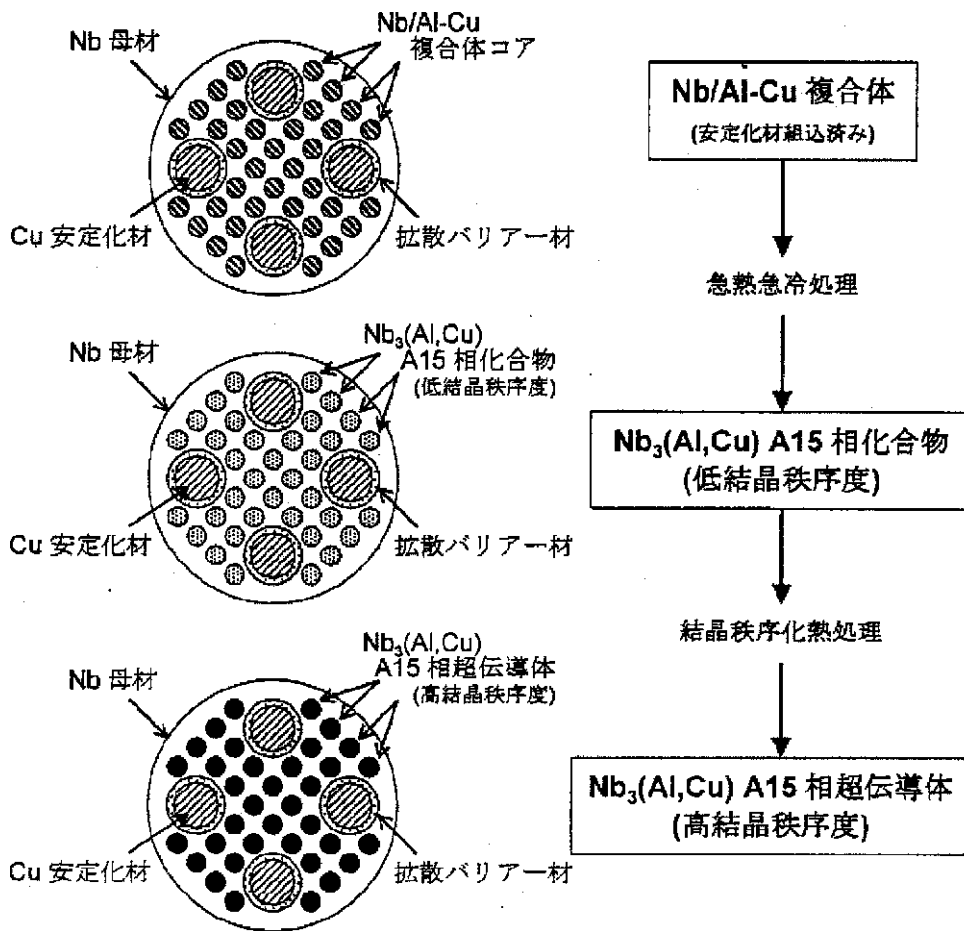 Nb 母材
Nb/Al-Cu
複合体コア
Cu 安定化材
拡散バリアー材
Nb 母材
Nb₃(Al,Cu)
A15 相化合物
(低結晶秩序度)
Cu 安定化材
拡散バリアー材
Nb 母材
Nb₃(Al,Cu)
A15 相超伝導体
(高結晶秩序度)
Cu 安定化材
拡散バリアー材
Nb/Al-Cu 複合体
(安定化材組込済み)
急熱急冷処理
Nb₃(Al,Cu) A15 相化合物
(低結晶秩序度)
結晶秩序化熱処理
Nb₃(Al,Cu) A15 相超伝導体
(高結晶秩序度)